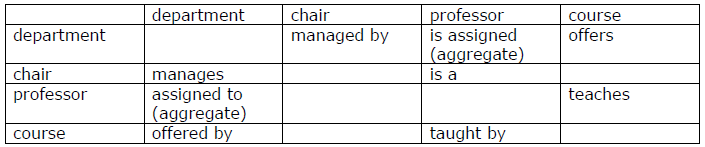 department chair professor course
department managed by is assigned (aggregate) offers
chair manages is a
professor assigned to (aggregate) teaches
course offered by taught by